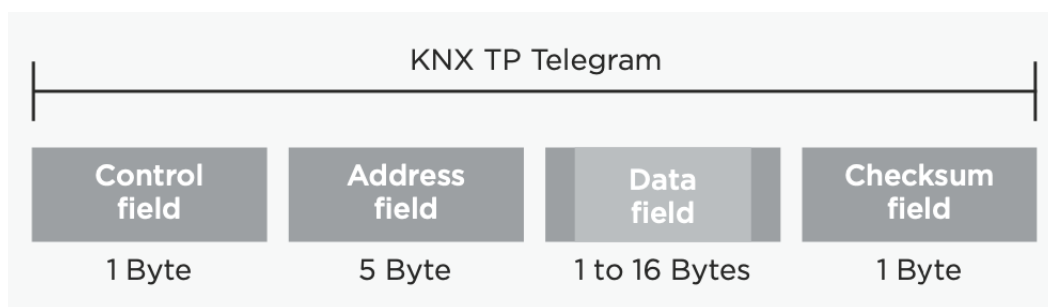 KNX TP Telegram
Control
field
Address
field
Data
field
Checksum
field
1 Byte
5 Byte
1 to 16 Bytes
1 Byte